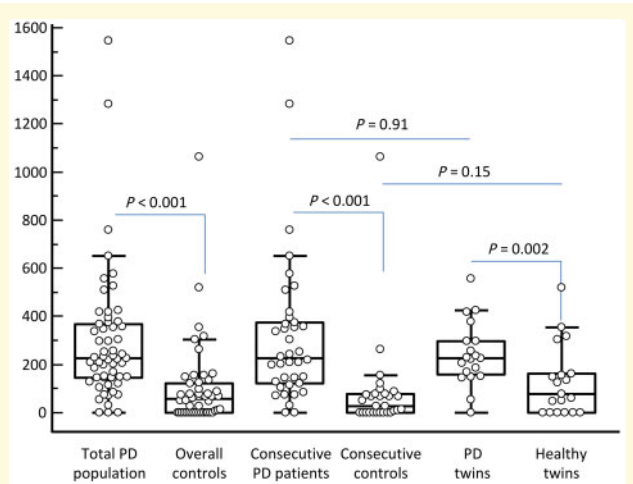 1600
1400
1200
1000
800
600
400
200
0
P = 0.91
P = 0.15
P < 0.001
P < 0.001
P = 0.002
Total PD population
Overall controls
Consecutive PD patients
Consecutive controls
PD twins
Healthy twins